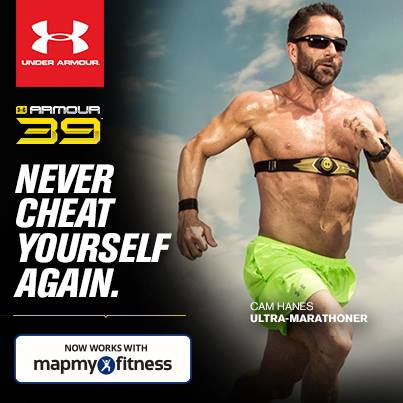 UNDER ARMOUR
ARMOUR
39
NEVER
CHEAT
YOURSELF
AGAIN.
CAM HANES
ULTRA-MARATHONER
NOW WORKS WITH
mapmyfitness